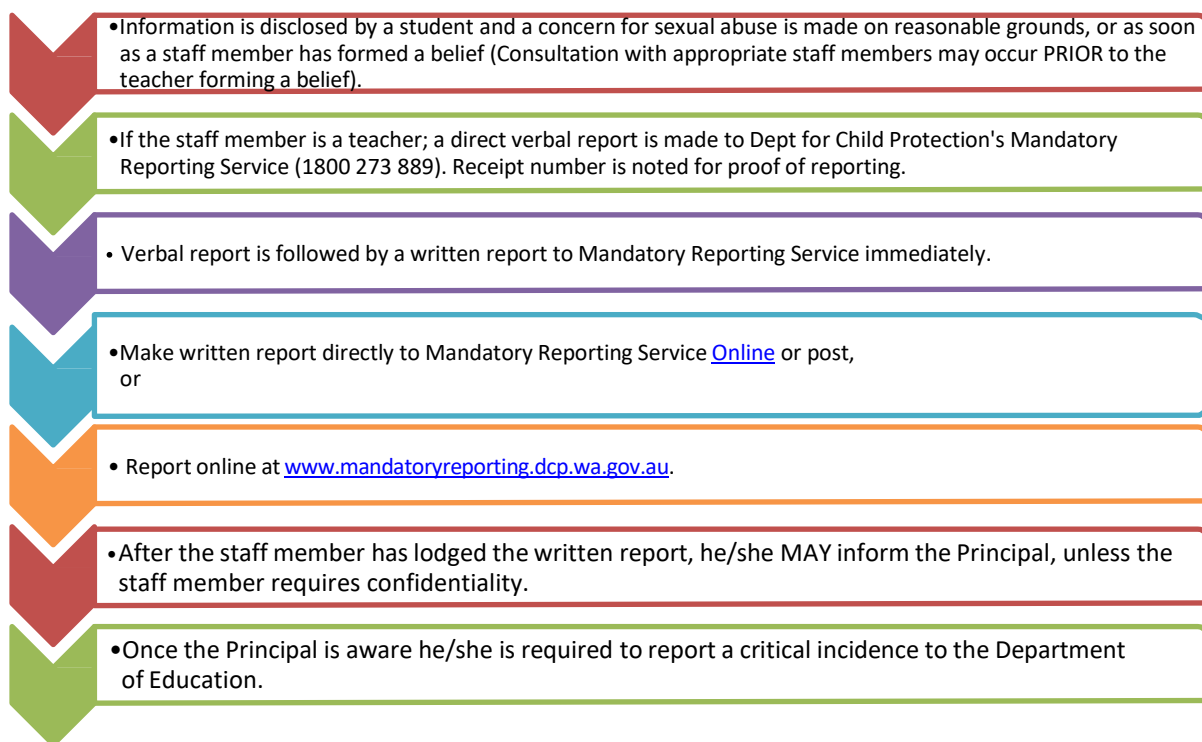 •Information is disclosed by a student and a concern for sexual abuse is made on reasonable grounds, or as soon
as a staff member has formed a belief (Consultation with appropriate staff members may occur PRIOR to the
teacher forming a belief).
•If the staff member is a teacher; a direct verbal report is made to Dept for Child Protection's Mandatory
Reporting Service (1800 273 889). Receipt number is noted for proof of reporting.
• Verbal report is followed by a written report to Mandatory Reporting Service immediately.
•Make written report directly to Mandatory Reporting Service Online or post,
or
• Report online at www.mandatoryreporting.dcp.wa.gov.au.
•After the staff member has lodged the written report, he/she MAY inform the Principal, unless the
staff member requires confidentiality.
•Once the Principal is aware he/she is required to report a critical incidence to the Department
of Education.